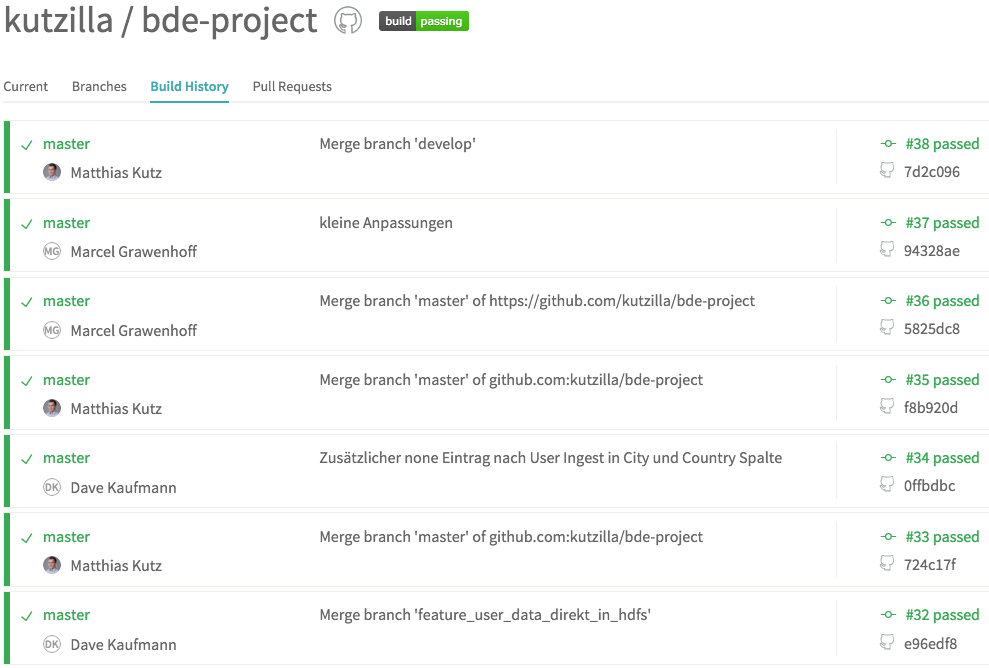 kutzilla / bde-project build passing
Current Branches Build History Pull Requests
master Merge branch 'develop' #38 passed
Matthias Kutz 7d2c096
master kleine Anpassungen #37 passed
MG Marcel Grawenhoff 94328ae
master Merge branch 'master' of https://github.com/kutzilla/bde-project #36 passed
MG Marcel Grawenhoff 5825dc8
master Merge branch 'master' of github.com:kutzilla/bde-project #35 passed
Matthias Kutz f8b920d
master Zusätzlicher none Eintrag nach User Ingest in City und Country Spalte #34 passed
DK Dave Kaufmann 0ffbdbc
master Merge branch 'master' of github.com:kutzilla/bde-project #33 passed
Matthias Kutz 724c17f
master Merge branch 'feature_user_data_direkt_in_hdfs' #32 passed
DK Dave Kaufmann e96edf8